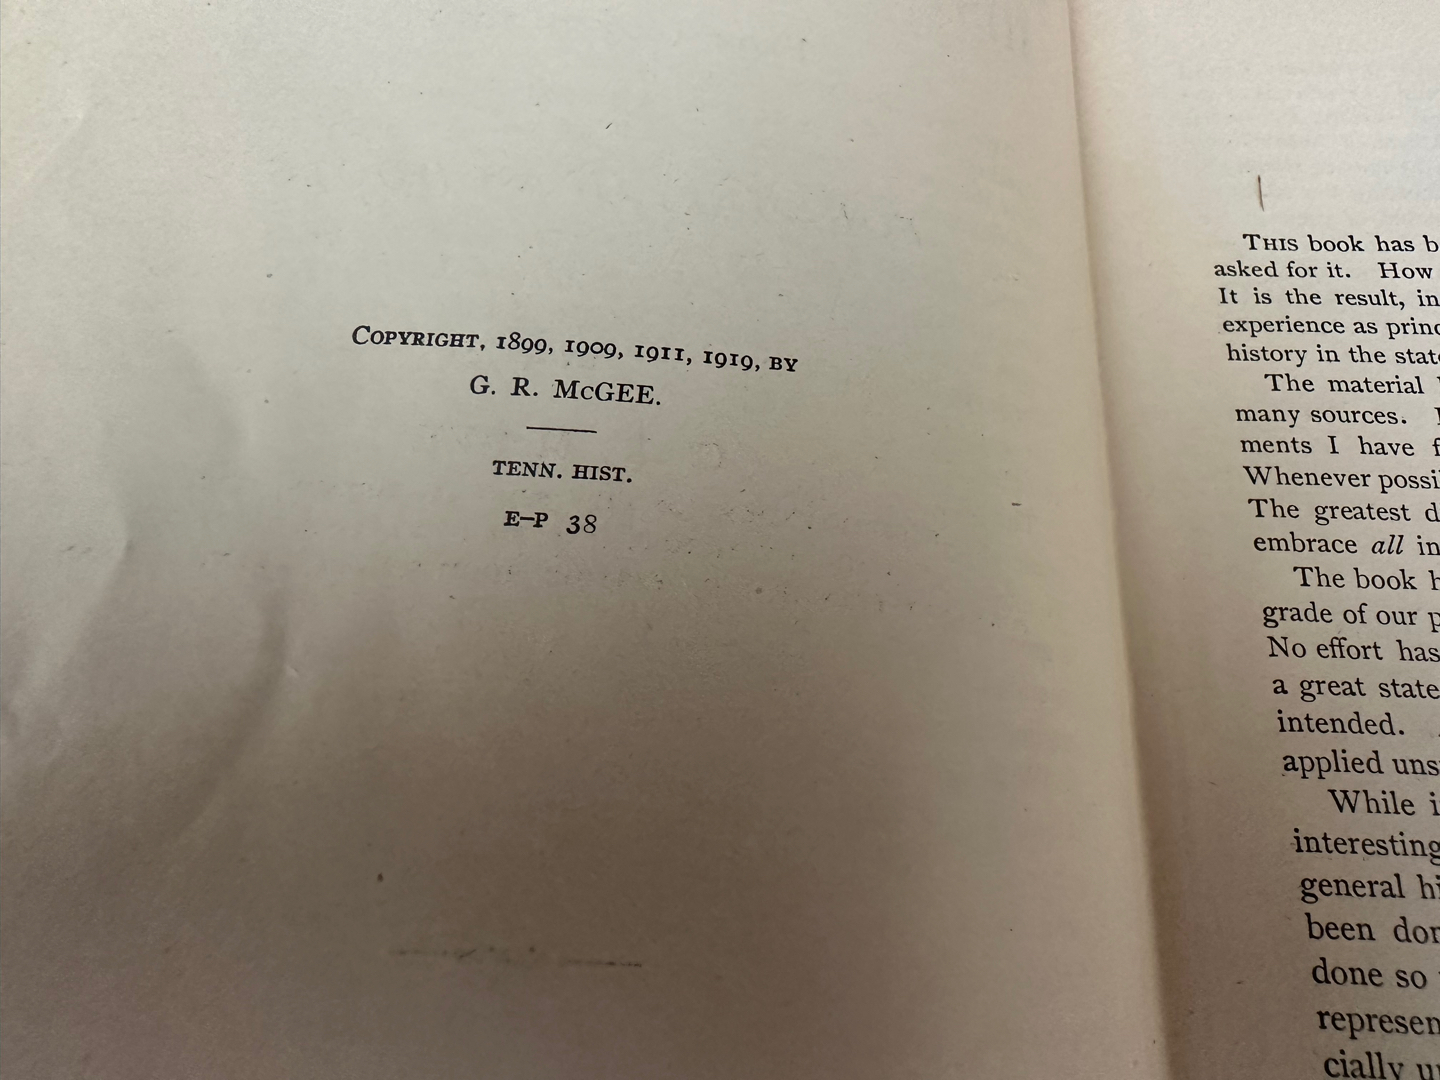 COPYRIGHT, 1899, 1909, 1911, 1919, BY
G. R. McGEE.
TENN. HIST.
E–P 38
THIS book has b
asked for it. How
It is the result, in
experience as princ
history in the stat
The material
many sources.
ments I have f
Whenever possi
The greatest d
embrace all in
The book h
grade of our p
No effort has
a great state
intended.
applied uns
While i
interesting
general hi
been don
done so
represen
cially u